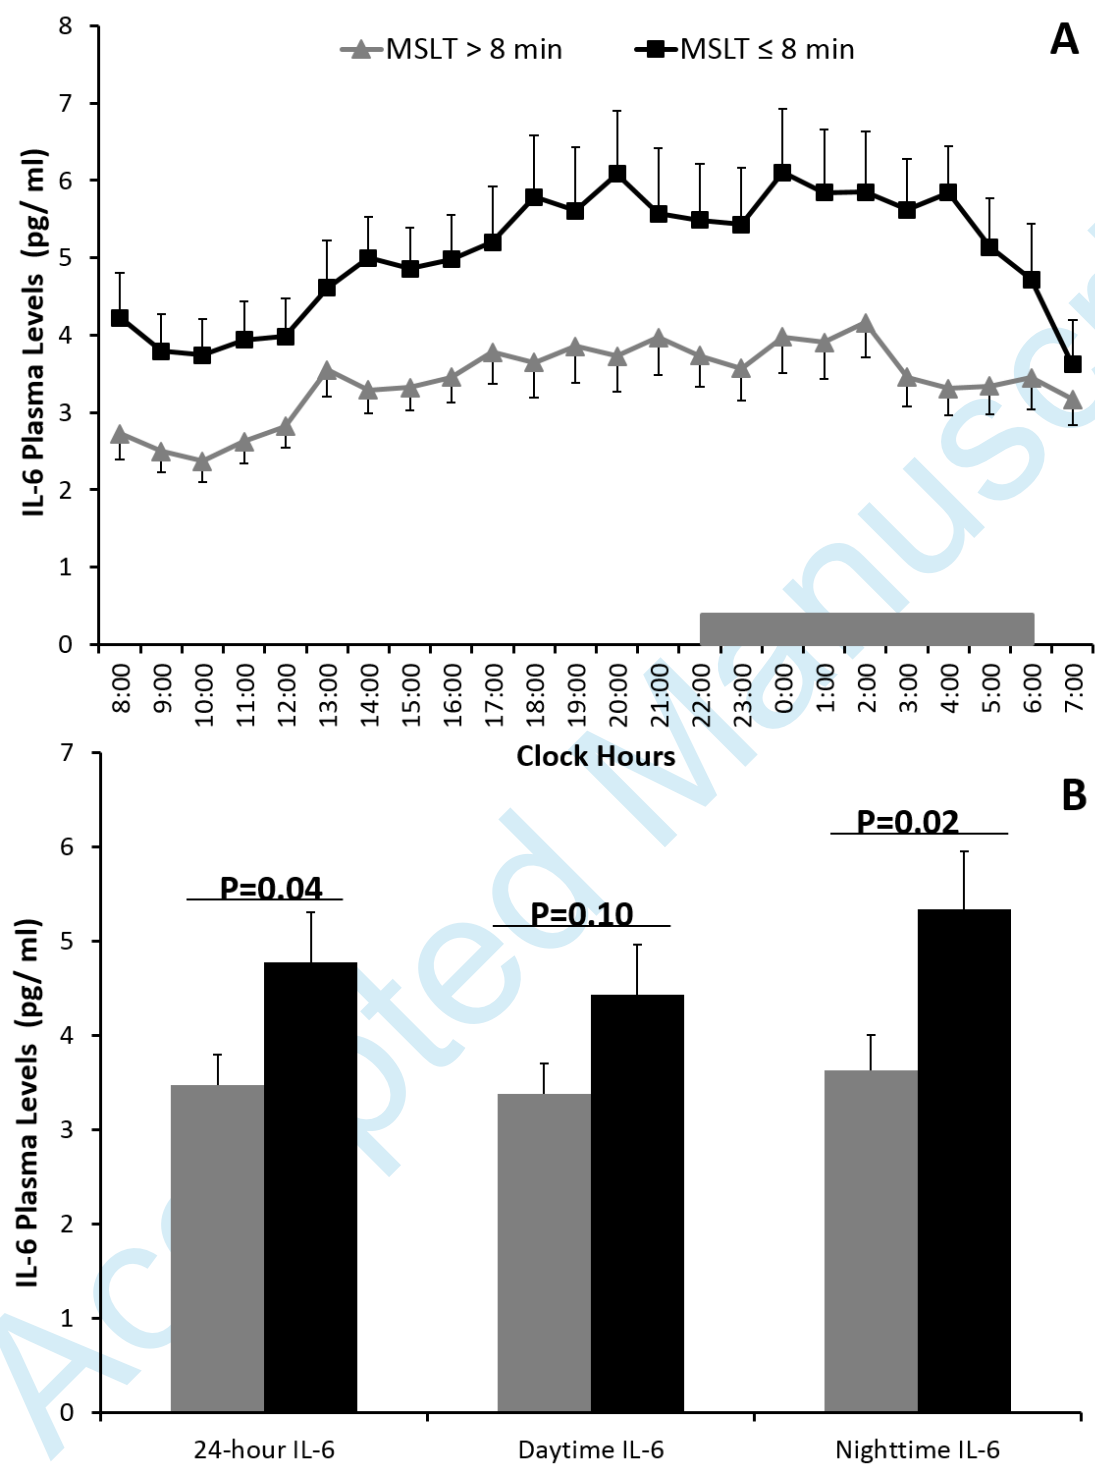 A
MSLT > 8 min
MSLT ≤ 8 min
IL-6 Plasma Levels (pg/ ml)
8
7
6
5
4
3
2
1
0
8:00
9:00
10:00
11:00
12:00
13:00
14:00
15:00
16:00
17:00
18:00
19:00
20:00
21:00
22:00
23:00
0:00
1:00
2:00
3:00
4:00
5:00
6:00
7:00
Clock Hours
B
IL-6 Plasma Levels (pg/ ml)
7
6
5
4
3
2
1
0
P=0.04
P=0.10
P=0.02
24-hour IL-6
Daytime IL-6
Nighttime IL-6
Accepted Manuscri